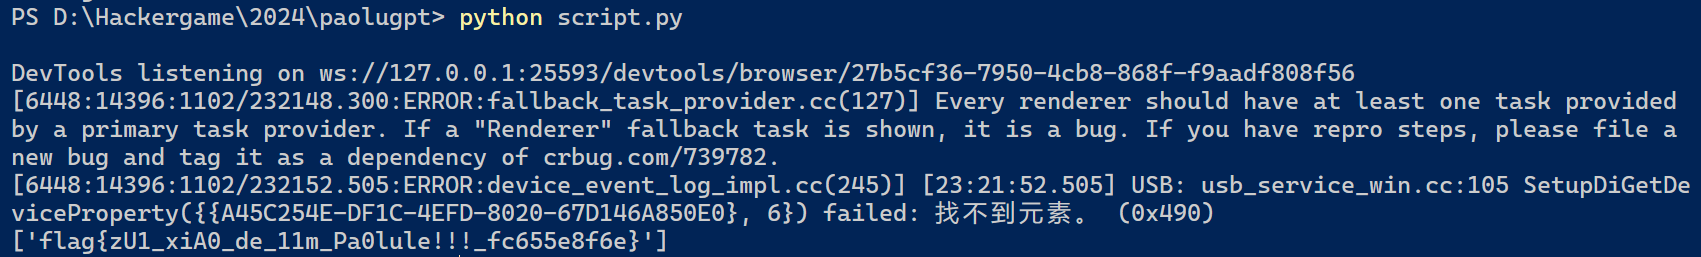 PS D:\Hackergame\2024\paolugpt> python script.py
DevTools listening on ws://127.0.0.1:25593/devtools/browser/27b5cf36-7950-4cb8-868f-f9aadf808f56
[6448:14396:1102/232148.300:ERROR:fallback_task_provider.cc(127)] Every renderer should have at least one task provided
by a primary task provider. If a "Renderer" fallback task is shown, it is a bug. If you have repro steps, please file a
new bug and tag it as a dependency of crbug.com/739782.
[6448:14396:1102/232152.505:ERROR:device_event_log_impl.cc(245)] [23:21:52.505] USB: usb_service_win.cc:105 SetupDiGetDe
viceProperty({{A45C254E-DF1C-4EFD-8020-67D146A850E0}, 6}) failed: 找不到元素。 (0x490)
['flag{zU1_xiA0_de_11m_Pa0lule!!!_fc655e8f6e}']